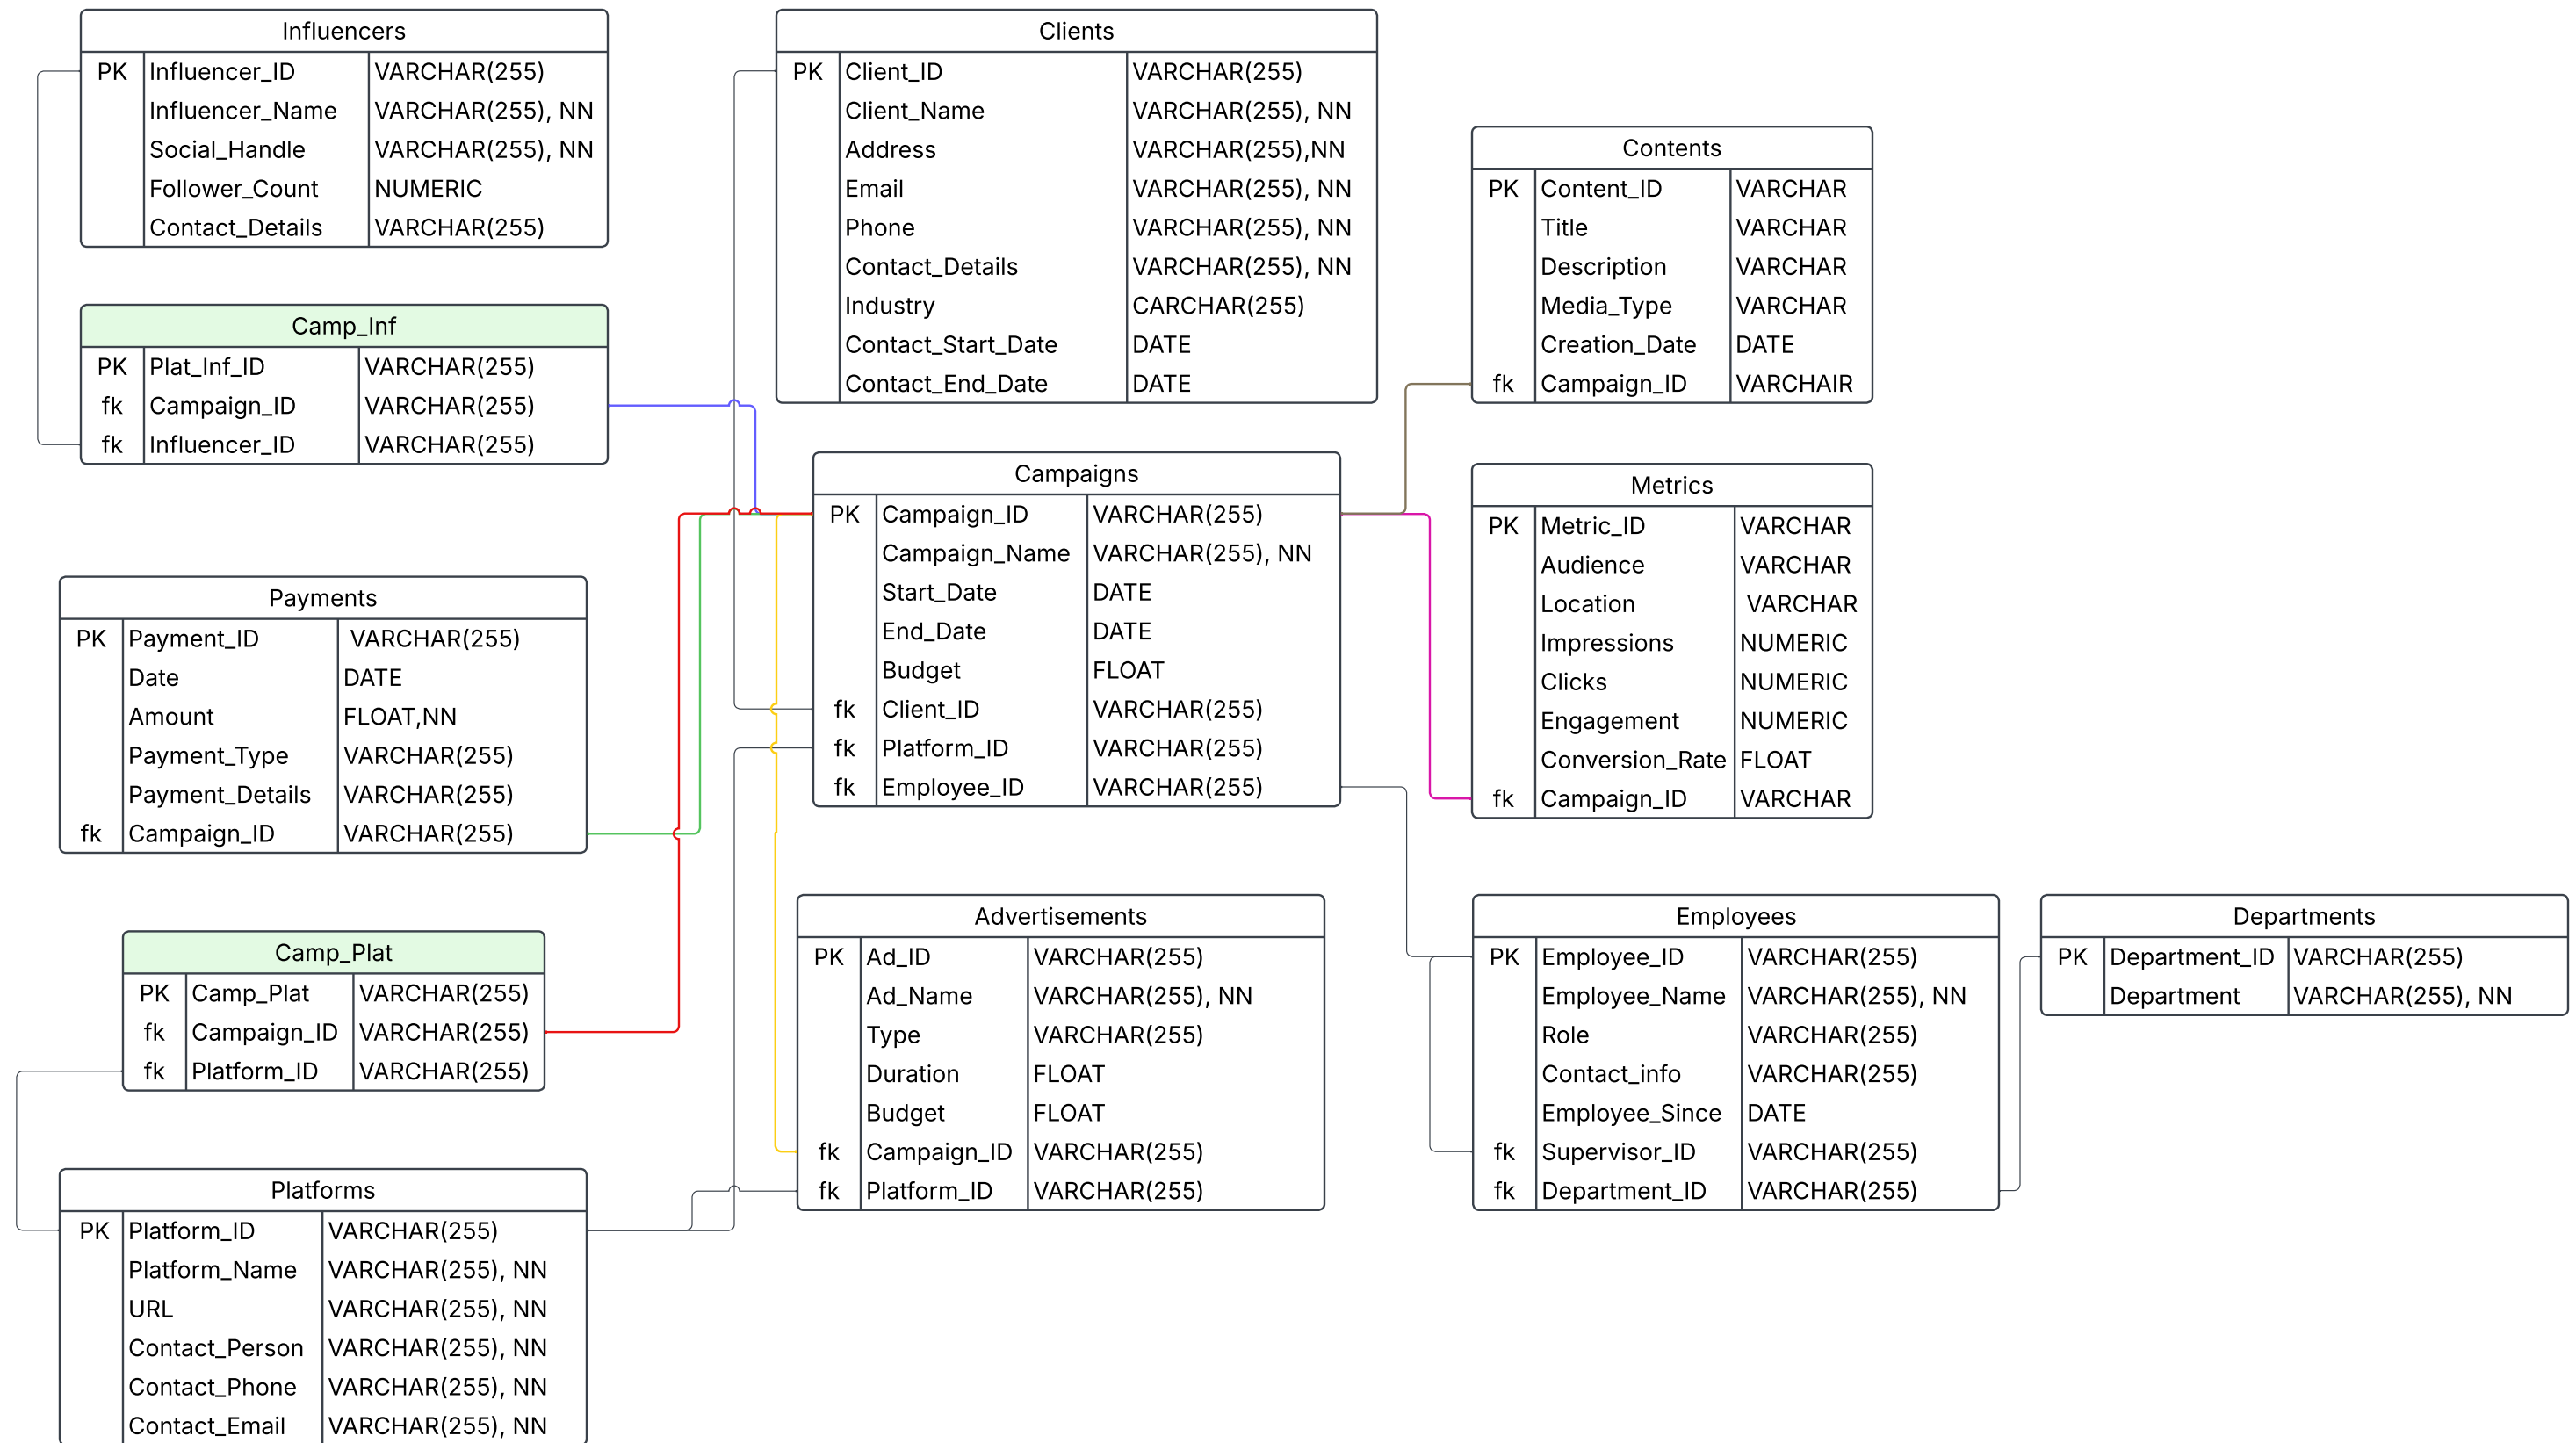 Influencers
PK Influencer_ID VARCHAR(255)
Influencer_Name VARCHAR(255), NN
Social_Handle VARCHAR(255), NN
Follower_Count NUMERIC
Contact_Details VARCHAR(255)
Camp_Inf
PK Plat_Inf_ID VARCHAR(255)
fk Campaign_ID VARCHAR(255)
fk Influencer_ID VARCHAR(255)
Payments
PK Payment_ID VARCHAR(255)
Date DATE
Amount FLOAT,NN
Payment_Type VARCHAR(255)
Payment_Details VARCHAR(255)
fk Campaign_ID VARCHAR(255)
Camp_Plat
PK Camp_Plat VARCHAR(255)
fk Campaign_ID VARCHAR(255)
fk Platform_ID VARCHAR(255)
Platforms
PK Platform_ID VARCHAR(255)
Platform_Name VARCHAR(255), NN
URL VARCHAR(255), NN
Contact_Person VARCHAR(255), NN
Contact_Phone VARCHAR(255), NN
Contact_Email VARCHAR(255), NN
Clients
PK Client_ID VARCHAR(255)
Client_Name VARCHAR(255), NN
Address VARCHAR(255),NN
Email VARCHAR(255), NN
Phone VARCHAR(255), NN
Contact_Details VARCHAR(255), NN
Industry CARCHAR(255)
Contact_Start_Date DATE
Contact_End_Date DATE
Campaigns
PK Campaign_ID VARCHAR(255)
Campaign_Name VARCHAR(255), NN
Start_Date DATE
End_Date DATE
Budget FLOAT
fk Client_ID VARCHAR(255)
fk Platform_ID VARCHAR(255)
fk Employee_ID VARCHAR(255)
Advertisements
PK Ad_ID VARCHAR(255)
Ad_Name VARCHAR(255), NN
Type VARCHAR(255)
Duration FLOAT
Budget FLOAT
fk Campaign_ID VARCHAR(255)
fk Platform_ID VARCHAR(255)
Contents
PK Content_ID VARCHAR
Title VARCHAR
Description VARCHAR
Media_Type VARCHAR
Creation_Date DATE
fk Campaign_ID VARCHAIR
Metrics
PK Metric_ID VARCHAR
Audience VARCHAR
Location VARCHAR
Impressions NUMERIC
Clicks NUMERIC
Engagement NUMERIC
Conversion_Rate FLOAT
fk Campaign_ID VARCHAR
Employees
PK Employee_ID VARCHAR(255)
Employee_Name VARCHAR(255), NN
Role VARCHAR(255)
Contact_info VARCHAR(255)
Employee_Since DATE
fk Supervisor_ID VARCHAR(255)
fk Department_ID VARCHAR(255)
Departments
PK Department_ID VARCHAR(255)
Department VARCHAR(255), NN